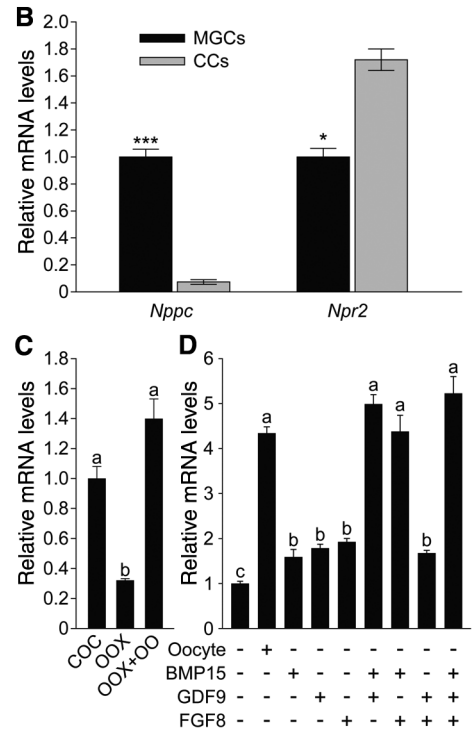 B
Relative mRNA levels
2.0
1.8
1.6
1.4
1.2
1.0
0.8
0.6
0.4
0.2
0
MGCs
CCs
***
*
Nppc
Npr2
C
Relative mRNA levels
1.8
1.6
1.4
1.2
1.0
0.8
0.6
0.4
0.2
0
a
b
a
COC
OOX
OOX+OO
D
Relative mRNA levels
6
5
4
3
2
1
0
c a b b b a a b a
Oocyte - + - - - - - - -
BMP15 - - + - - + + - +
GDF9 - - - + - + - + +
FGF8 - - - - + - + + +